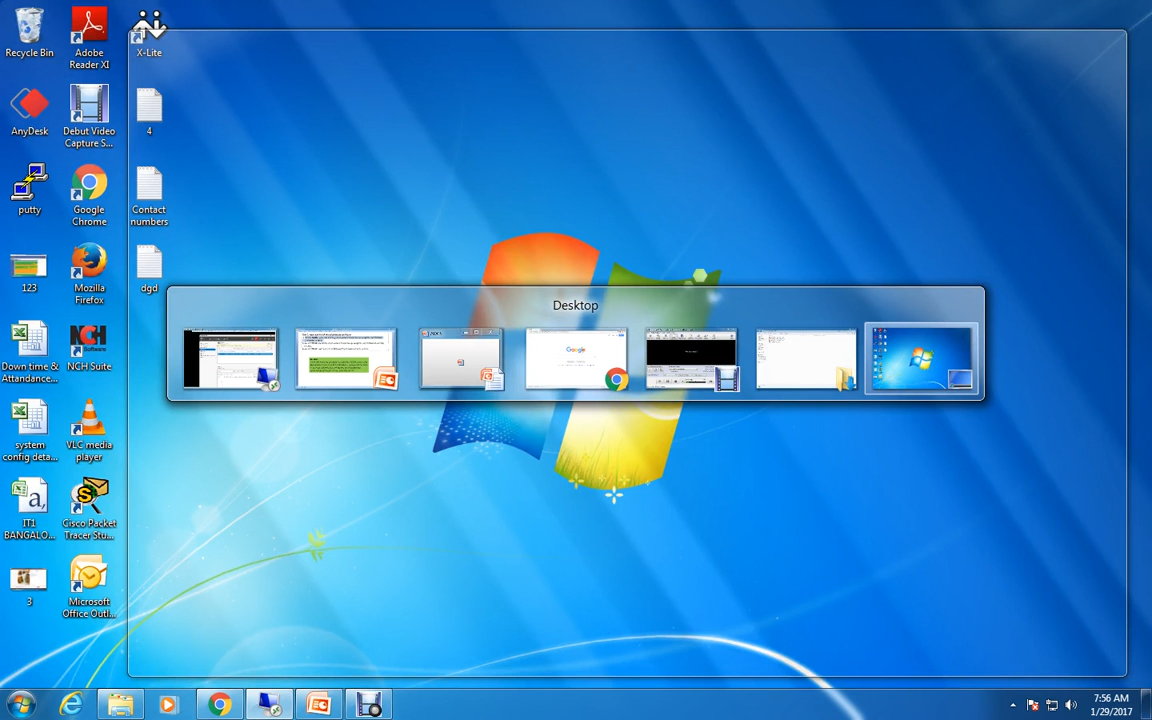 Recycle Bin
Adobe
Reader XI
X-Lite
AnyDesk
Debut Video
Capture S...
4
putty
Google
Chrome
Contact
numbers
123
Mozilla
Firefox
dgd
Desktop
Google
Down time &
Attandance...
NCH
Software
NCH Suite
system
config deta...
VLC media
player
IT1
BANGALO...
Cisco Packet
Tracer Stu...
3
Microsoft
Office Outl...
7:56 AM
1/29/2017